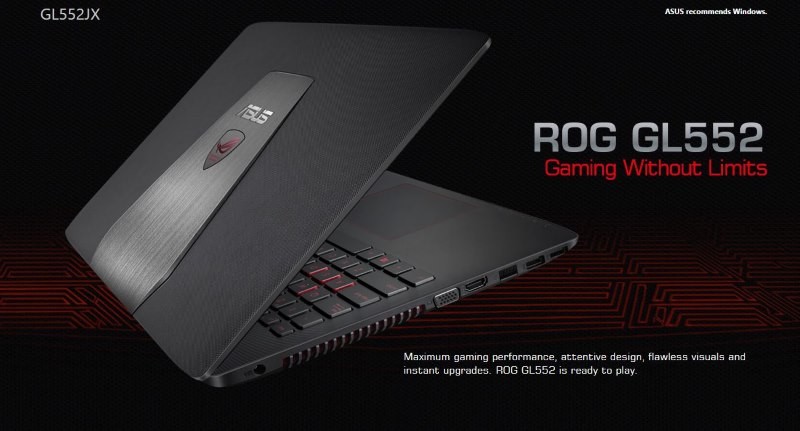 GL552JX
ASUS recommends Windows.
ASUS
ROG GL552
Gaming Without Limits
Maximum gaming performance, attentive design, flawless visuals and
instant upgrades. ROG GL552 is ready to play.